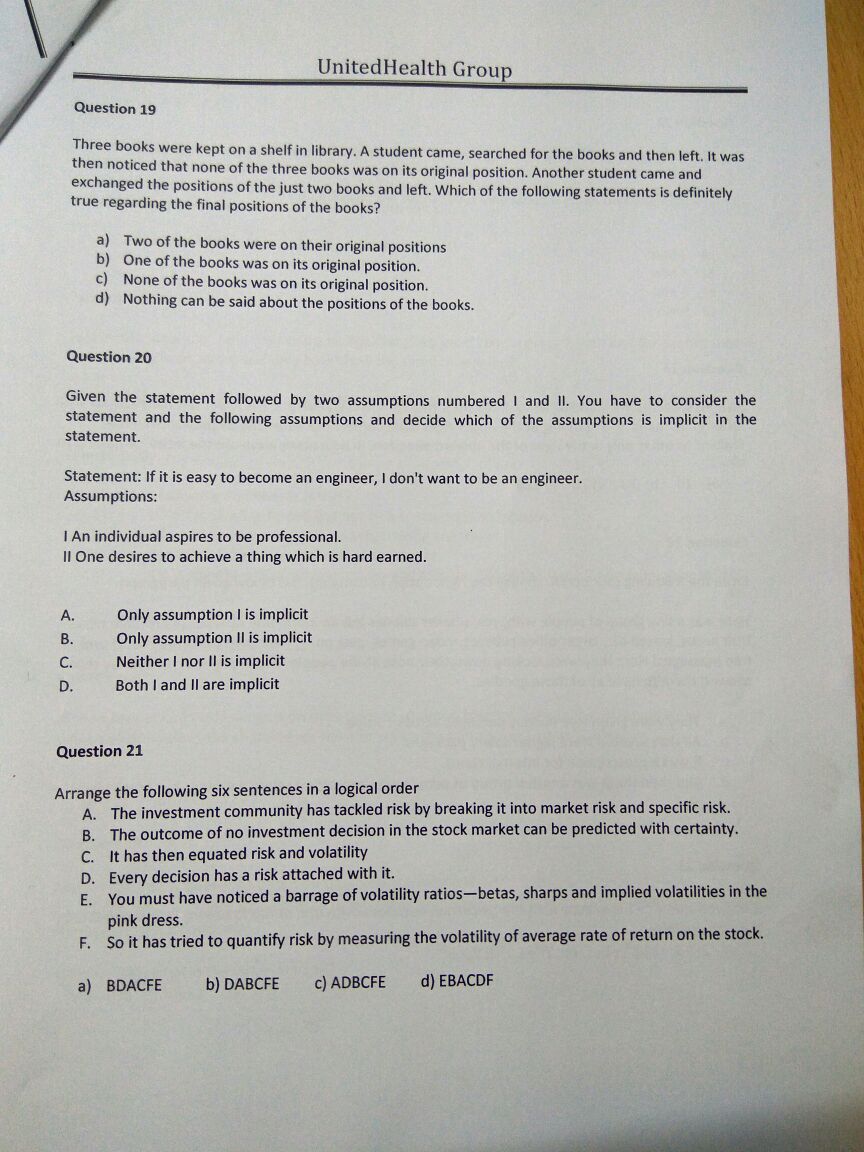 UnitedHealth Group
Question 19
Three books were kept on a shelf in library. A student came, searched for the books and then left. It was
then noticed that none of the three books was on its original position. Another student came and
exchanged the positions of the just two books and left. Which of the following statements is definitely
true regarding the final positions of the books?
a) Two of the books were on their original positions
b) One of the books was on its original position.
c) None of the books was on its original position.
d) Nothing can be said about the positions of the books.
Question 20
Given the statement followed by two assumptions numbered I and II. You have to consider the
statement and the following assumptions and decide which of the assumptions is implicit in the
statement.
Statement: If it is easy to become an engineer, I don't want to be an engineer.
Assumptions:
I An individual aspires to be professional.
II One desires to achieve a thing which is hard earned.
A. Only assumption I is implicit
B. Only assumption II is implicit
C. Neither I nor II is implicit
D. Both I and II are implicit
Question 21
Arrange the following six sentences in a logical order
A. The investment community has tackled risk by breaking it into market risk and specific risk.
B. The outcome of no investment decision in the stock market can be predicted with certainty.
C. It has then equated risk and volatility
D. Every decision has a risk attached with it.
E. You must have noticed a barrage of volatility ratios—betas, sharps and implied volatilities in the
pink dress.
F. So it has tried to quantify risk by measuring the volatility of average rate of return on the stock.
a) BDACFE b) DABCFE c) ADBCFE d) EBACDF